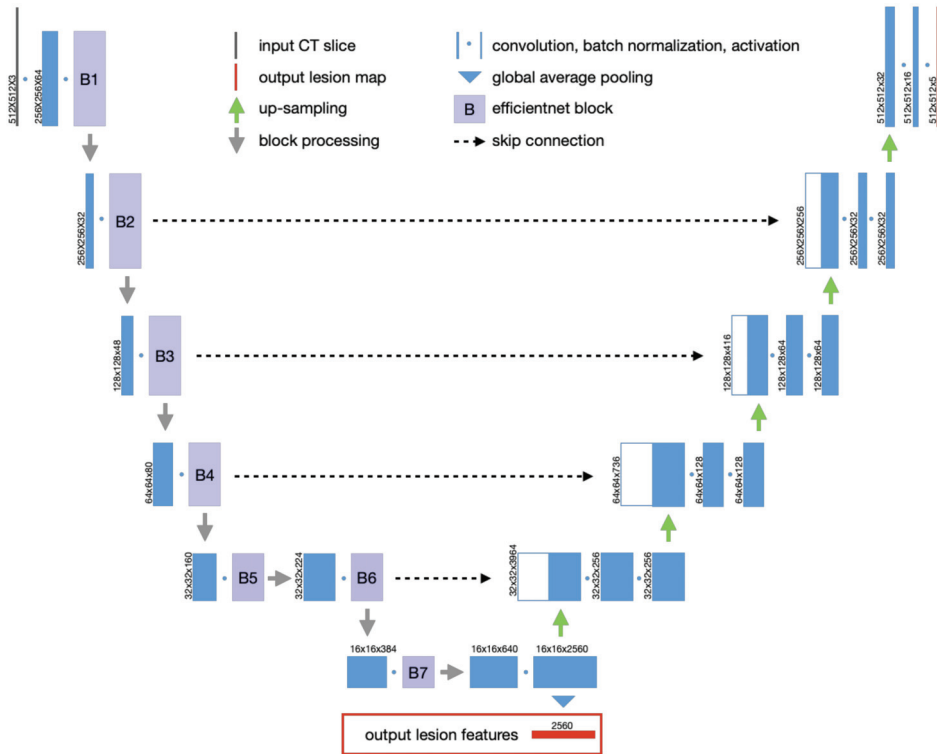 input CT slice
output lesion map
up-sampling
block processing
convolution, batch normalization, activation
global average pooling
B efficientnet block
skip connection
512X512X3
256X256X64
B1
256X256X32
B2
128x128x48
B3
64x64x80
B4
32x32x160
B5
32x32x224
B6
16x16x384
B7
16x16x640
16x16x2560
32x32x3964
32x32x256
32x32x256
64x64x736
64x64x128
64x64x128
128x128x416
128x128x64
128x128x64
256X256X256
256X256X32
256X256X32
512x512x32
512x512x16
512x512x5
output lesion features
2560